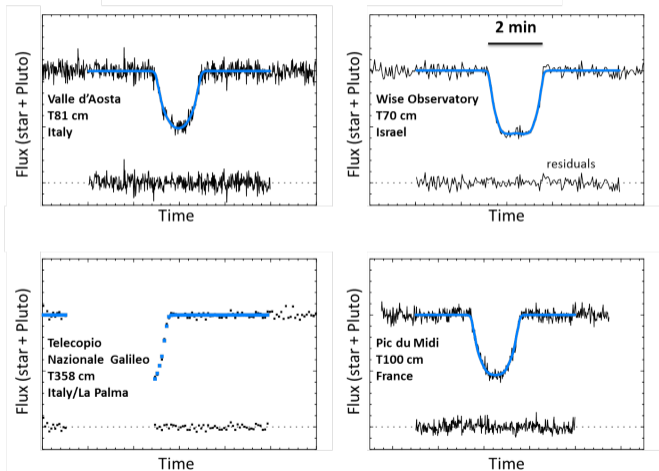 Flux (star + Pluto)
Valle d'Aosta
T81 cm
Italy
Time
2 min
Flux (star + Pluto)
Wise Observatory
T70 cm
Israel
residuals
Time
Flux (star + Pluto)
Telecopio
Nazionale Galileo
T358 cm
Italy/La Palma
Time
Flux (star + Pluto)
Pic du Midi
T100 cm
France
Time